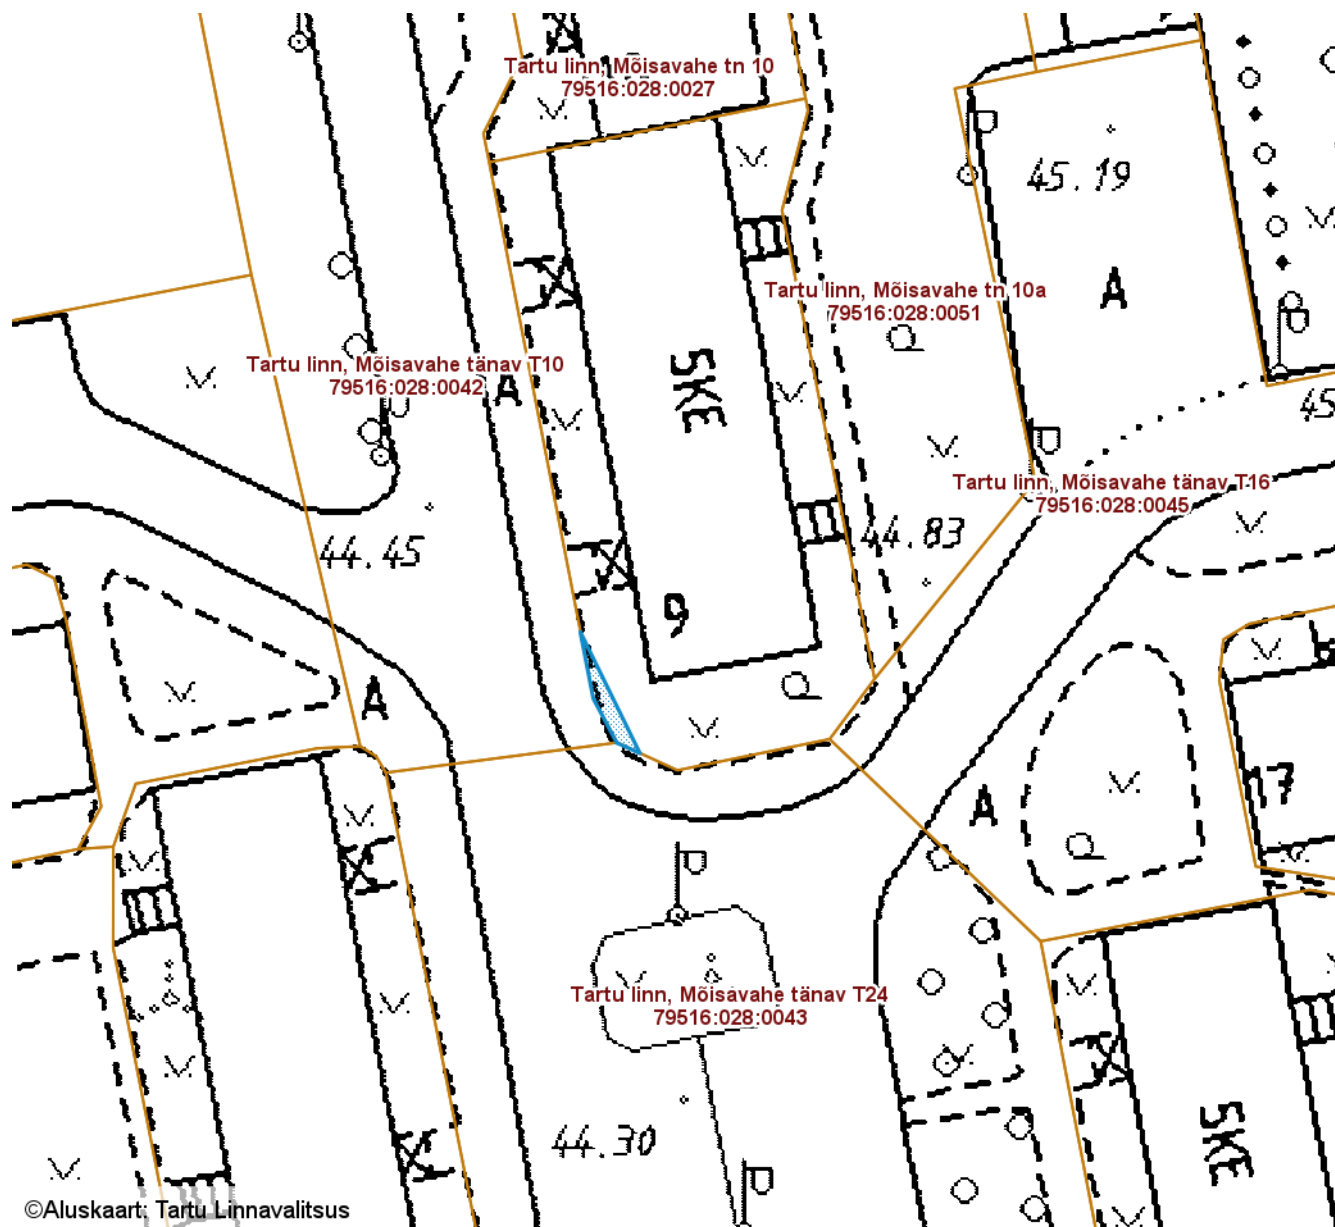 Tartu linn, Mõisavahe tn 10
79516:028:0027
45.19
A
Tartu linn, Mõisavahe tn 10a
79516:028:0051
Tartu linn, Mõisavahe tänav T10
79516:028:0042
A
5KE
45
Tartu linn, Mõisavahe tänav T16
79516:028:0045
44.45
44.83
9
A
17
A
Tartu linn, Mõisavahe tänav T24
79516:028:0043
44.30
5KE
©Aluskaart: Tartu Linnavalitsus